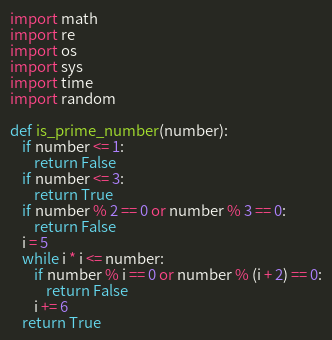 import math
import re
import os
import sys
import time
import random

def is_prime_number(number):
    if number <= 1:
        return False
    if number <= 3:
        return True
    if number % 2 == 0 or number % 3 == 0:
        return False
    i = 5
    while i * i <= number:
        if number % i == 0 or number % (i + 2) == 0:
            return False
        i += 6
    return True